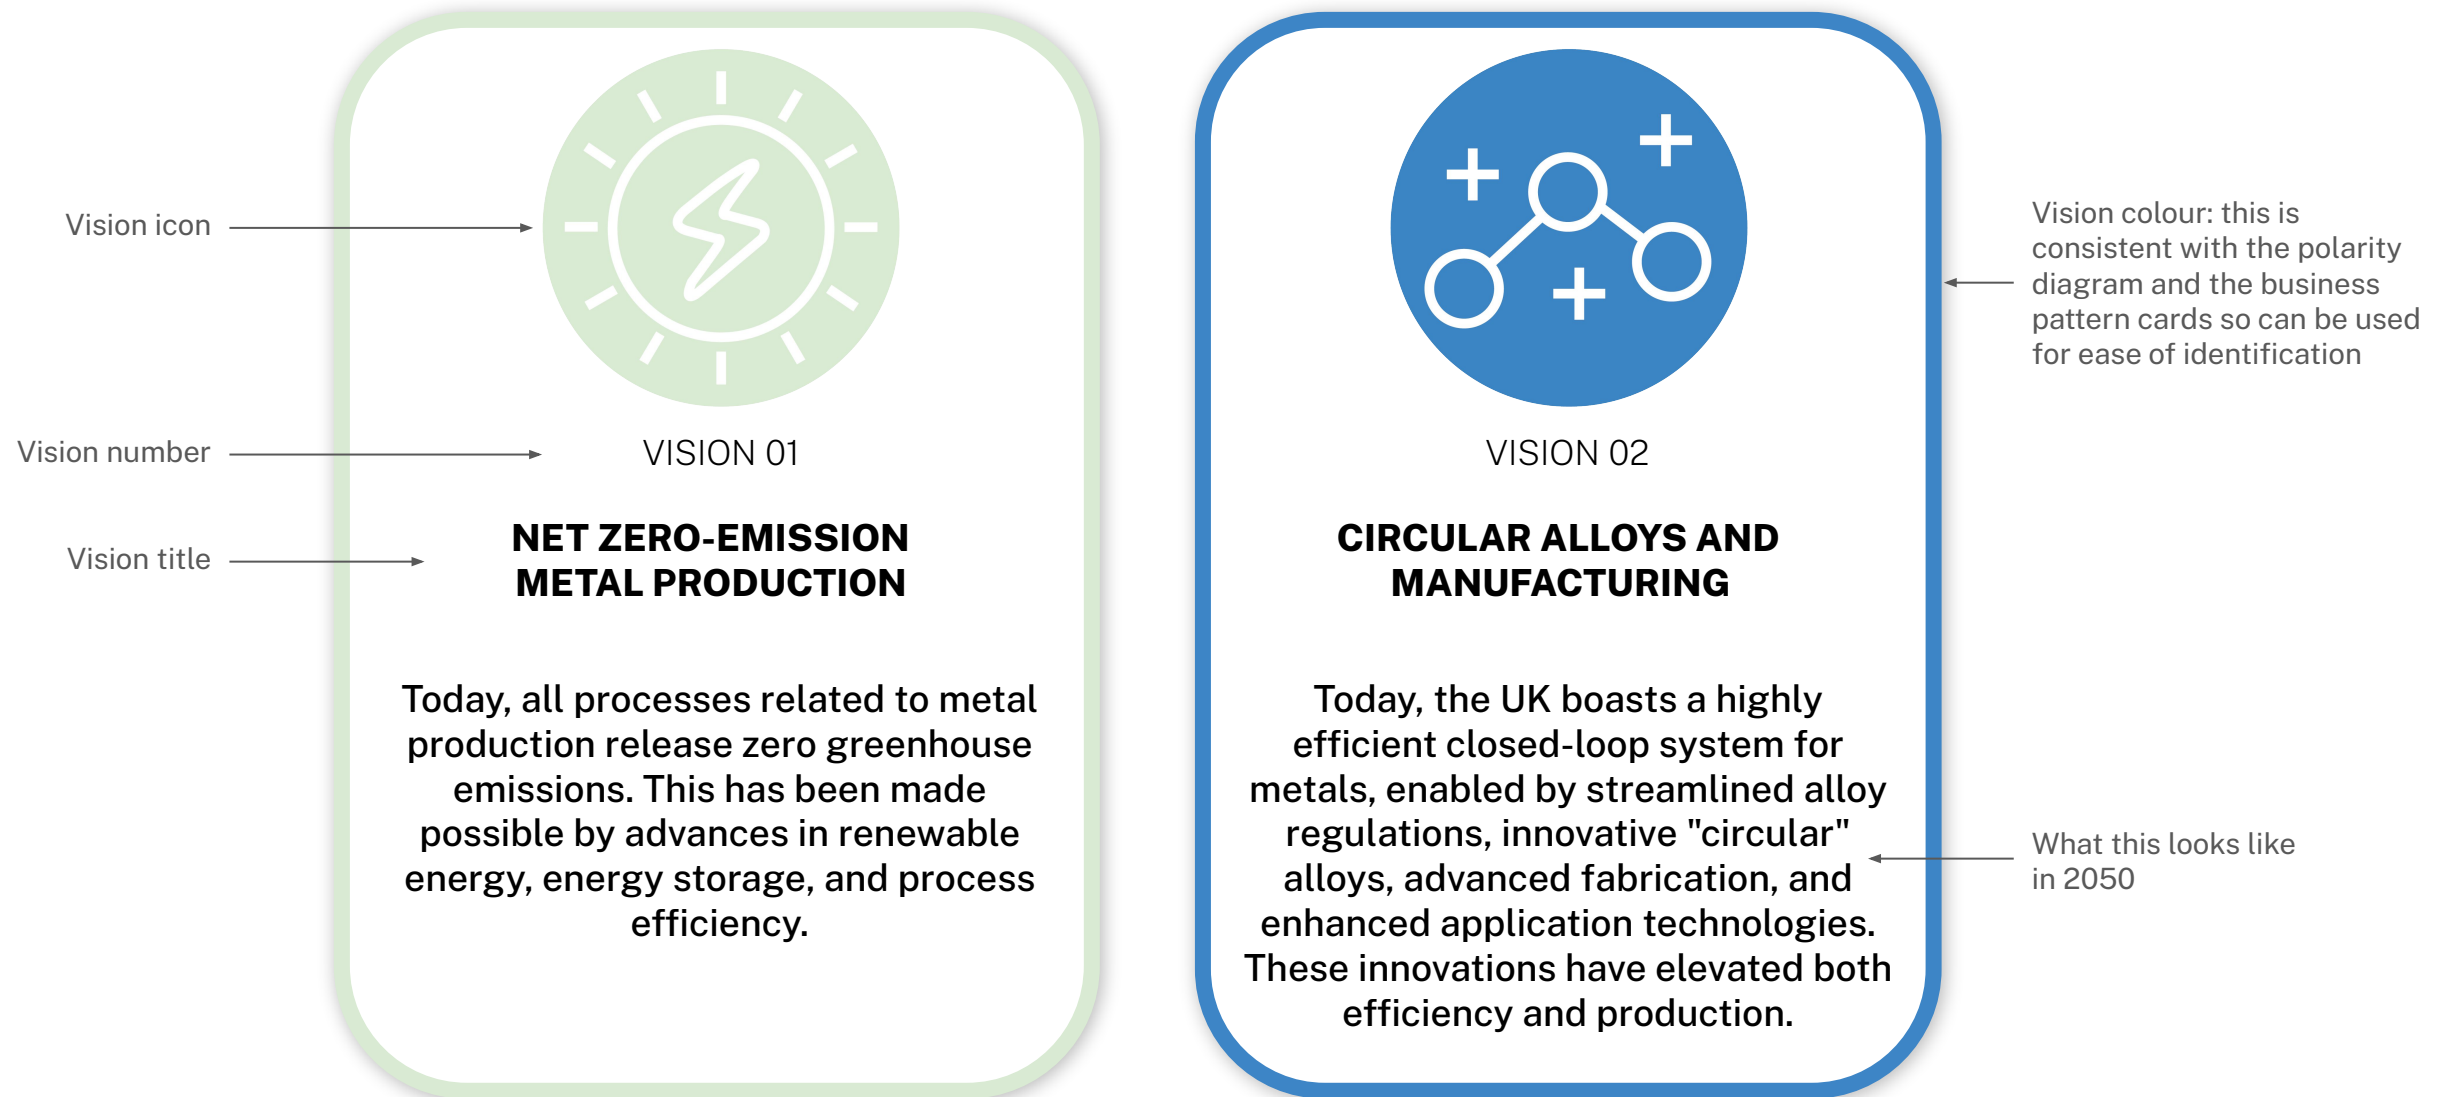 Vision icon
Vision number
Vision title
VISION 01
NET ZERO-EMISSION
METAL PRODUCTION
Today, all processes related to metal
production release zero greenhouse
emissions. This has been made
possible by advances in renewable
energy, energy storage, and process
efficiency.
VISION 02
CIRCULAR ALLOYS AND
MANUFACTURING
Today, the UK boasts a highly
efficient closed-loop system for
metals, enabled by streamlined alloy
regulations, innovative "circular"
alloys, advanced fabrication, and
enhanced application technologies.
These innovations have elevated both
efficiency and production.
Vision colour: this is
consistent with the polarity
diagram and the business
pattern cards so can be used
for ease of identification
What this looks like
in 2050